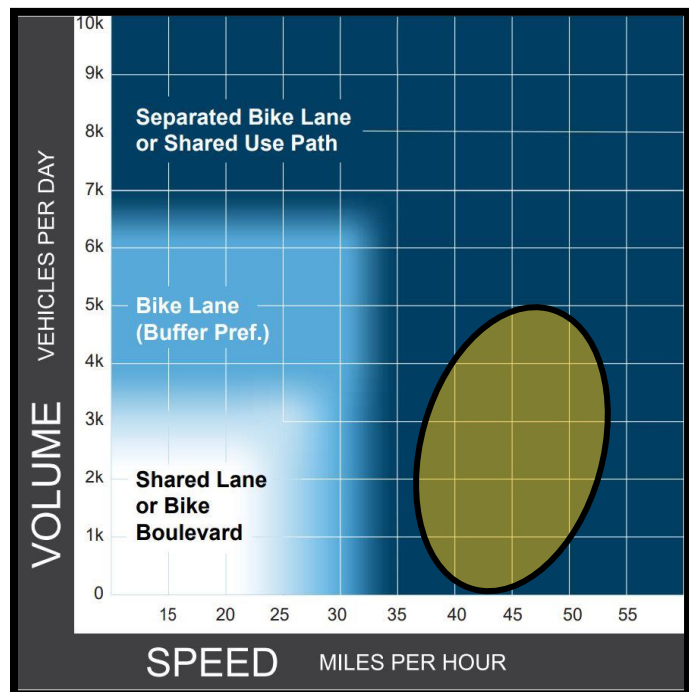 10k
9k
8k
7k
6k
5k
4k
3k
2k
1k
0
VOLUME VEHICLES PER DAY
Separated Bike Lane
or Shared Use Path
Bike Lane
(Buffer Pref.)
Shared Lane
or Bike
Boulevard
15 20 25 30 35 40 45 50 55
SPEED MILES PER HOUR